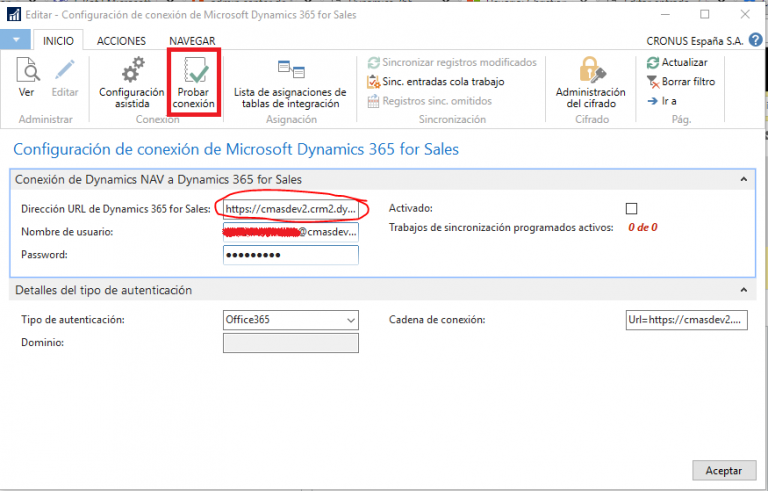 Editar - Configuración de conexión de Microsoft Dynamics 365 for Sales
INICIO ACCIONES NAVEGAR CRONUS España S.A.
Ver Editar Configuración asistida Probar conexión Lista de asignaciones de tablas de integración Sincronizar registros modificados Sinc. entradas cola trabajo Registros sinc. omitidos Administración del cifrado Actualizar Borrar filtro Ir a
Administrar Conexión Asignación Sincronización Cifrado Pág.
Configuración de conexión de Microsoft Dynamics 365 for Sales
Conexión de Dynamics NAV a Dynamics 365 for Sales
Dirección URL de Dynamics 365 for Sales: https://cmasdev2.crm2.dy... Activado:
Nombre de usuario: @cmasdev... Trabajos de sincronización programados activos: 0 de 0
Password: •••••••••
Detalles del tipo de autenticación
Tipo de autenticación: Office365 Cadena de conexión: Url=https://cmasdev2....
Dominio:
Aceptar